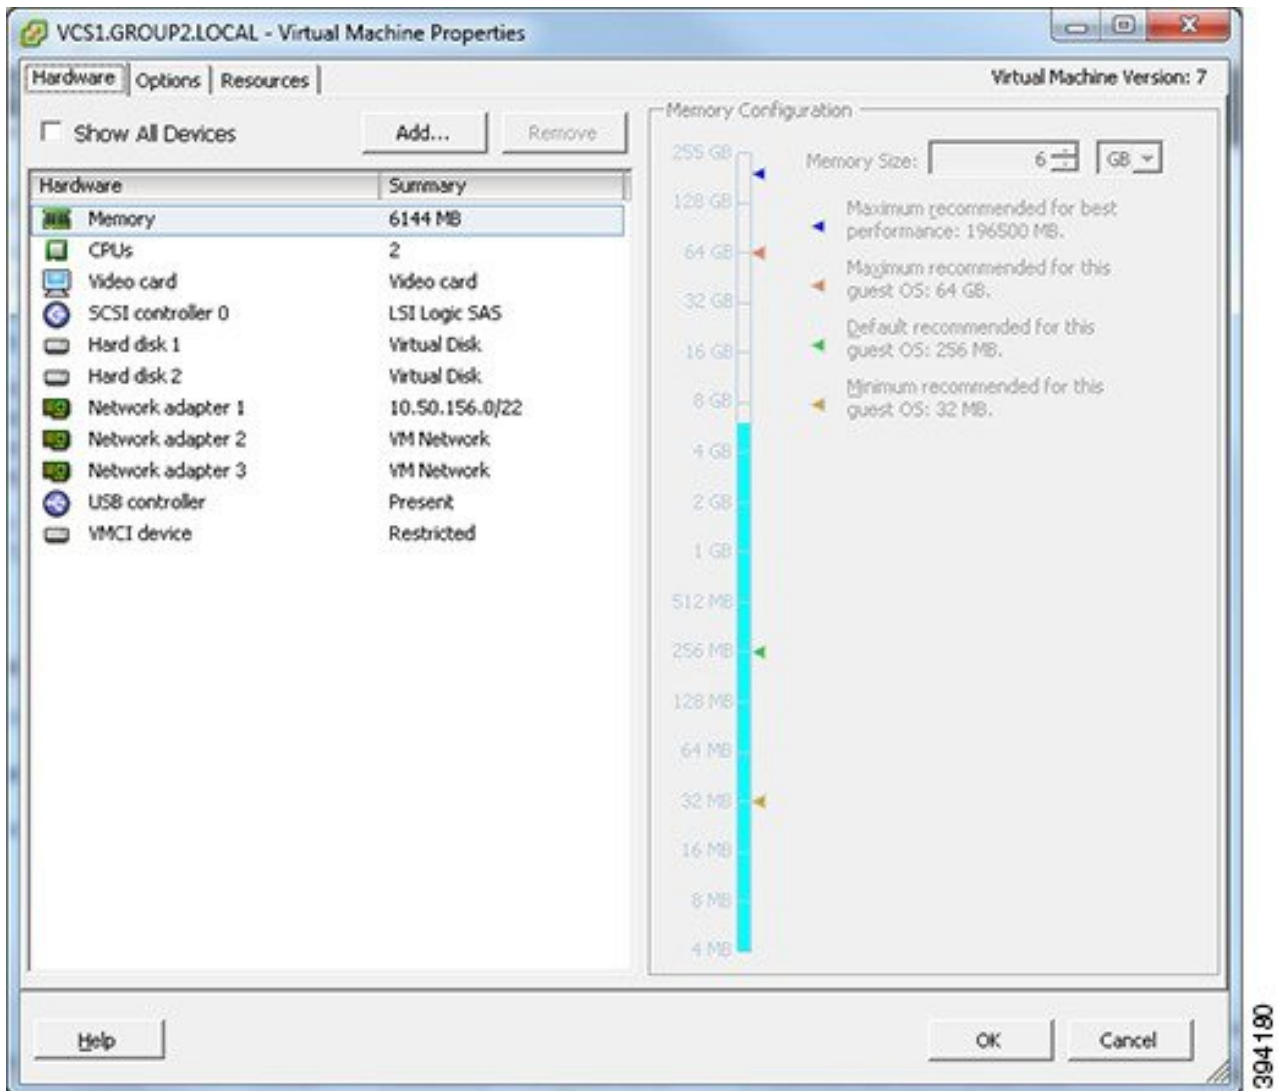 VCS1.GROUP2.LOCAL - Virtual Machine Properties
Hardware Options Resources
Virtual Machine Version: 7
Show All Devices
Add...
Remove
Hardware Summary
Memory 6144 MB
CPUs 2
Video card Video card
SCSI controller 0 LSI Logic SAS
Hard disk 1 Virtual Disk
Hard disk 2 Virtual Disk
Network adapter 1 10.50.156.0/22
Network adapter 2 VM Network
Network adapter 3 VM Network
USB controller Present
VMCI device Restricted
Memory Configuration
255 GB
128 GB
64 GB
32 GB
16 GB
8 GB
4 GB
2 GB
1 GB
512 MB
256 MB
128 MB
64 MB
32 MB
16 MB
8 MB
4 MB
Memory Size: 6 GB
Maximum recommended for best
performance: 196500 MB.
Maximum recommended for this
guest OS: 64 GB.
Default recommended for this
guest OS: 256 MB.
Minimum recommended for this
guest OS: 32 MB.
Help
OK
Cancel
394180